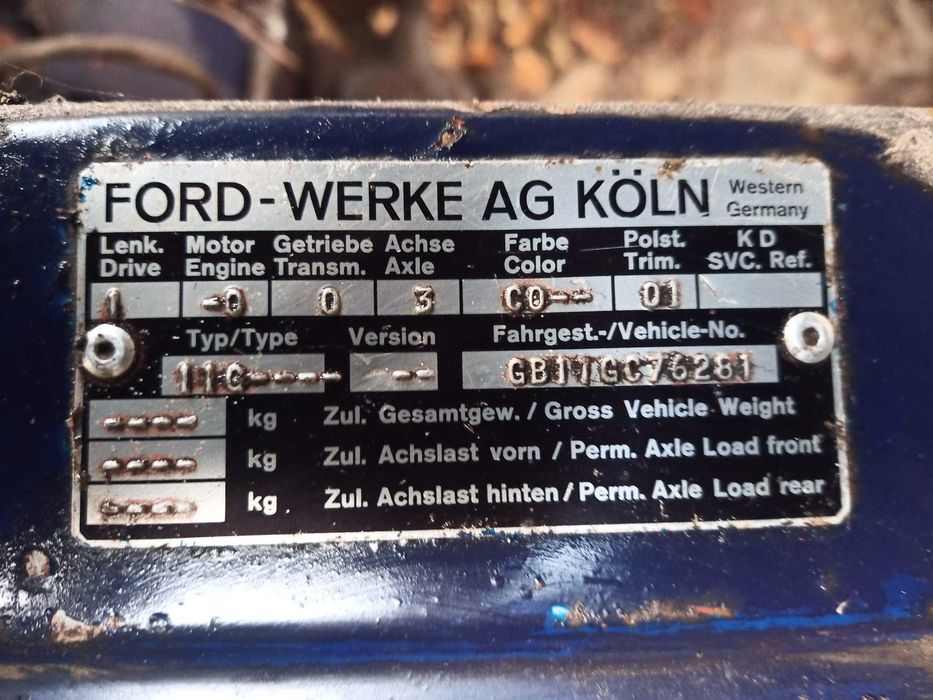 FORD-WERKE AG KÖLN Western Germany
Lenk. Motor Getriebe Achse Farbe Polst. K D
Drive Engine Transm. Axle Color Trim. SVC. Ref.
1 -0 0 3 C0-- 01
Typ/Type Version Fahrgest.-/Vehicle-No.
11C---- -- GB11GC76281
---- kg Zul. Gesamtgew. / Gross Vehicle Weight
---- kg Zul. Achslast vorn / Perm. Axle Load front
---- kg Zul. Achslast hinten / Perm. Axle Load rear